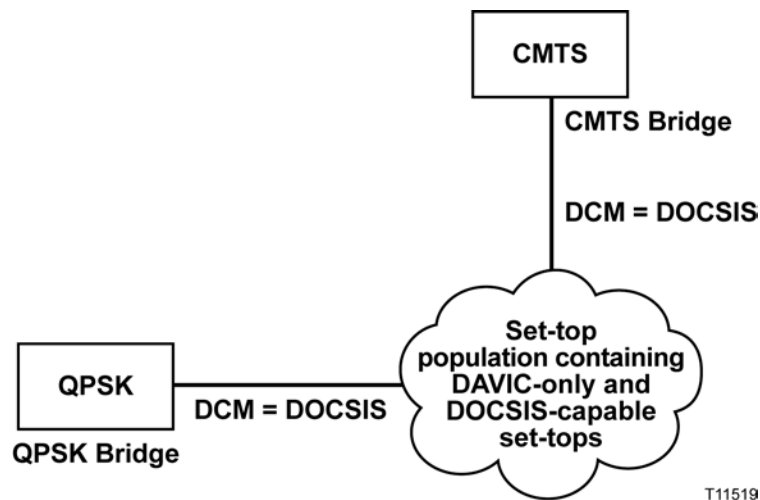 CMTS
CMTS Bridge
DCM = DOCSIS
Set-top
population containing
DAVIC-only and
DOCSIS-capable
set-tops
QPSK
DCM = DOCSIS
QPSK Bridge
T11519